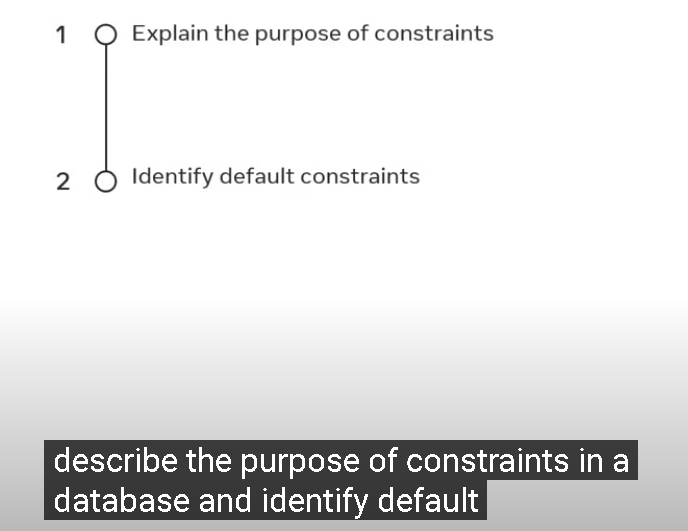 1 Explain the purpose of constraints
2 Identify default constraints
describe the purpose of constraints in a
database and identify default